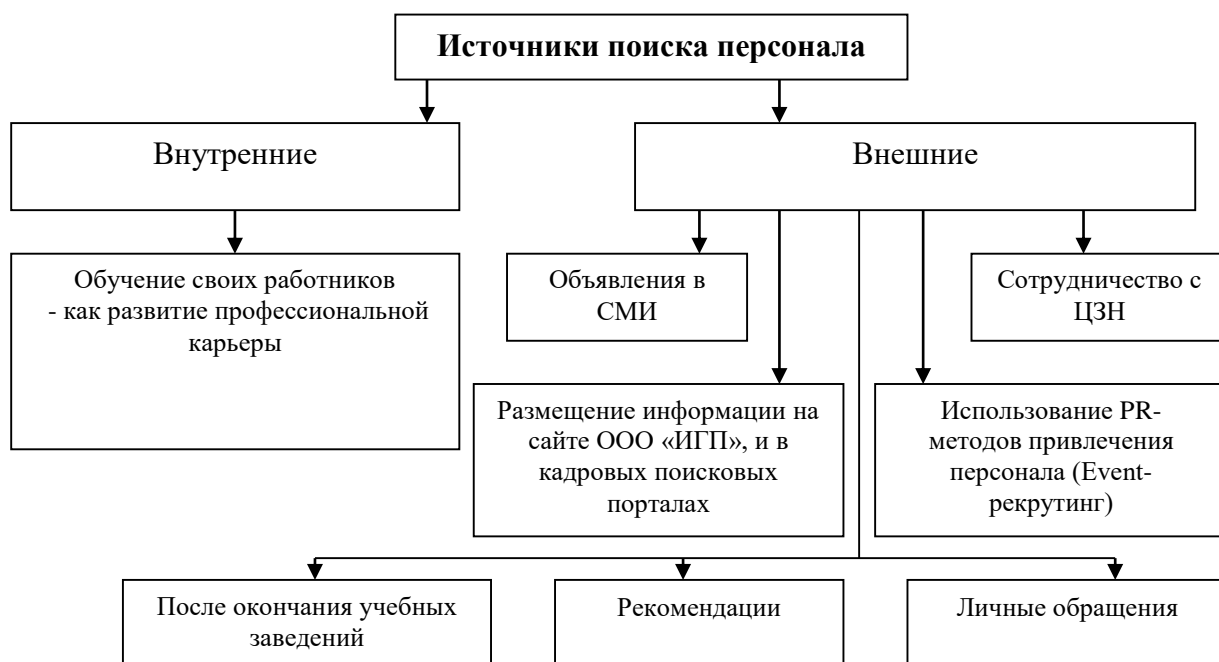 Источники поиска персонала
Внутренние
Внешние
Обучение своих работников
- как развитие профессиональной
карьеры
Объявления в
СМИ
Сотрудничество с
ЦЗН
Размещение информации на
сайте ООО «ИГП», и в
кадровых поисковых
порталах
Использование PR-
методов привлечения
персонала (Event-
рекрутинг)
После окончания учебных
заведений
Рекомендации
Личные обращения